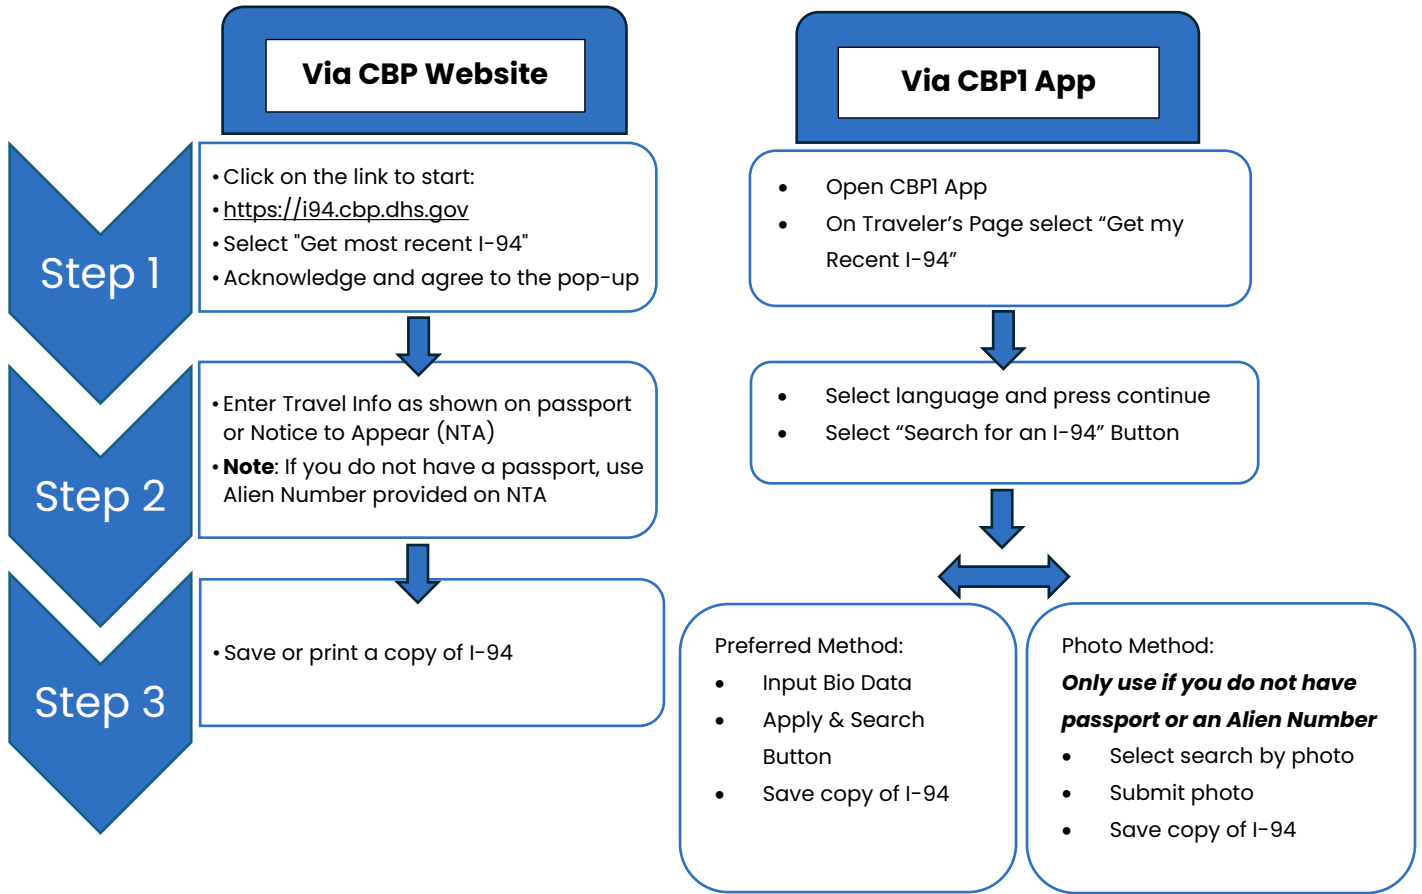 Via CBP Website
Step 1
• Click on the link to start:
• https://i94.cbp.dhs.gov
• Select "Get most recent I-94"
• Acknowledge and agree to the pop-up
Step 2
• Enter Travel Info as shown on passport
or Notice to Appear (NTA)
• Note: If you do not have a passport, use
Alien Number provided on NTA
Step 3
• Save or print a copy of I-94
Via CBP1 App
• Open CBP1 App
• On Traveler’s Page select “Get my
Recent I-94”
• Select language and press continue
• Select “Search for an I-94” Button
Preferred Method:
• Input Bio Data
• Apply & Search
Button
• Save copy of I-94
Photo Method:
Only use if you do not have
passport or an Alien Number
• Select search by photo
• Submit photo
• Save copy of I-94